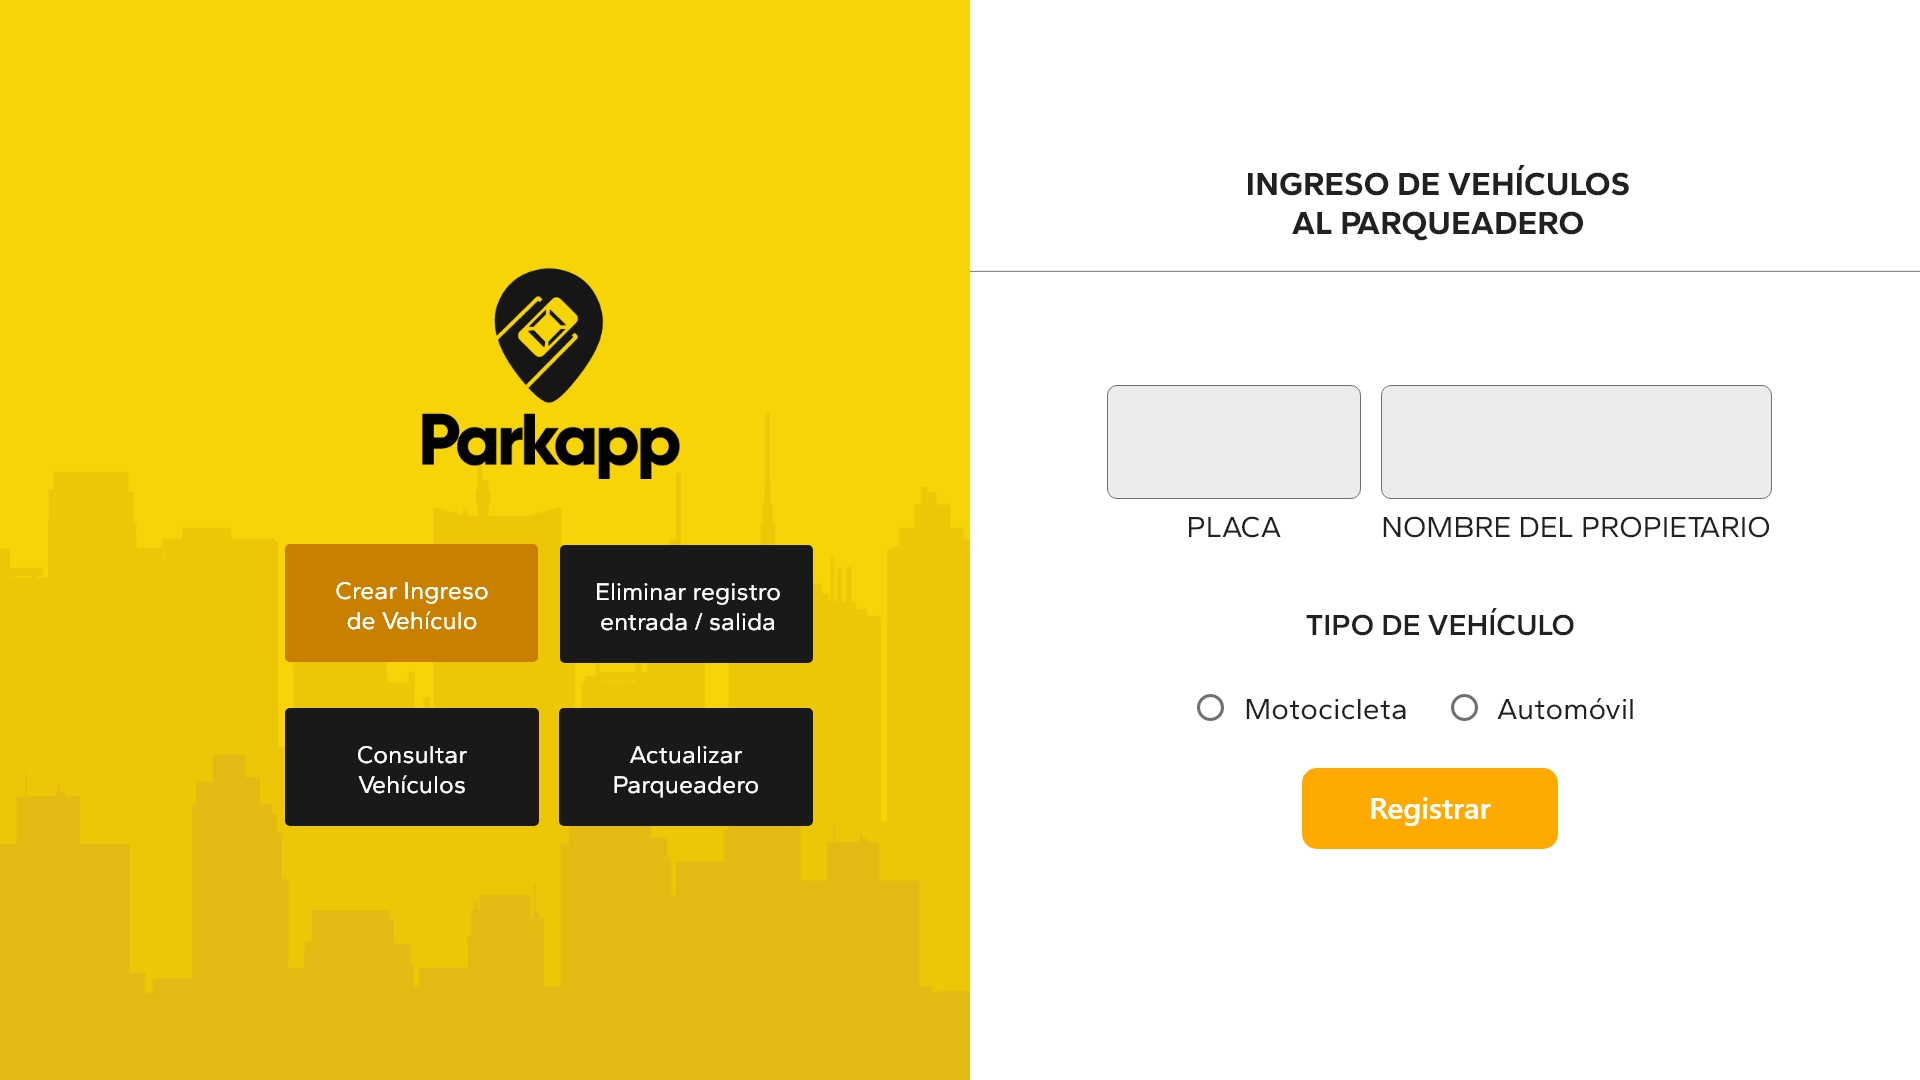 Parkapp
Crear Ingreso
de Vehículo
Eliminar registro
entrada / salida
Consultar
Vehículos
Actualizar
Parqueadero
INGRESO DE VEHÍCULOS
AL PARQUEADERO
PLACA
NOMBRE DEL PROPIETARIO
TIPO DE VEHÍCULO
Motocicleta
Automóvil
Registrar